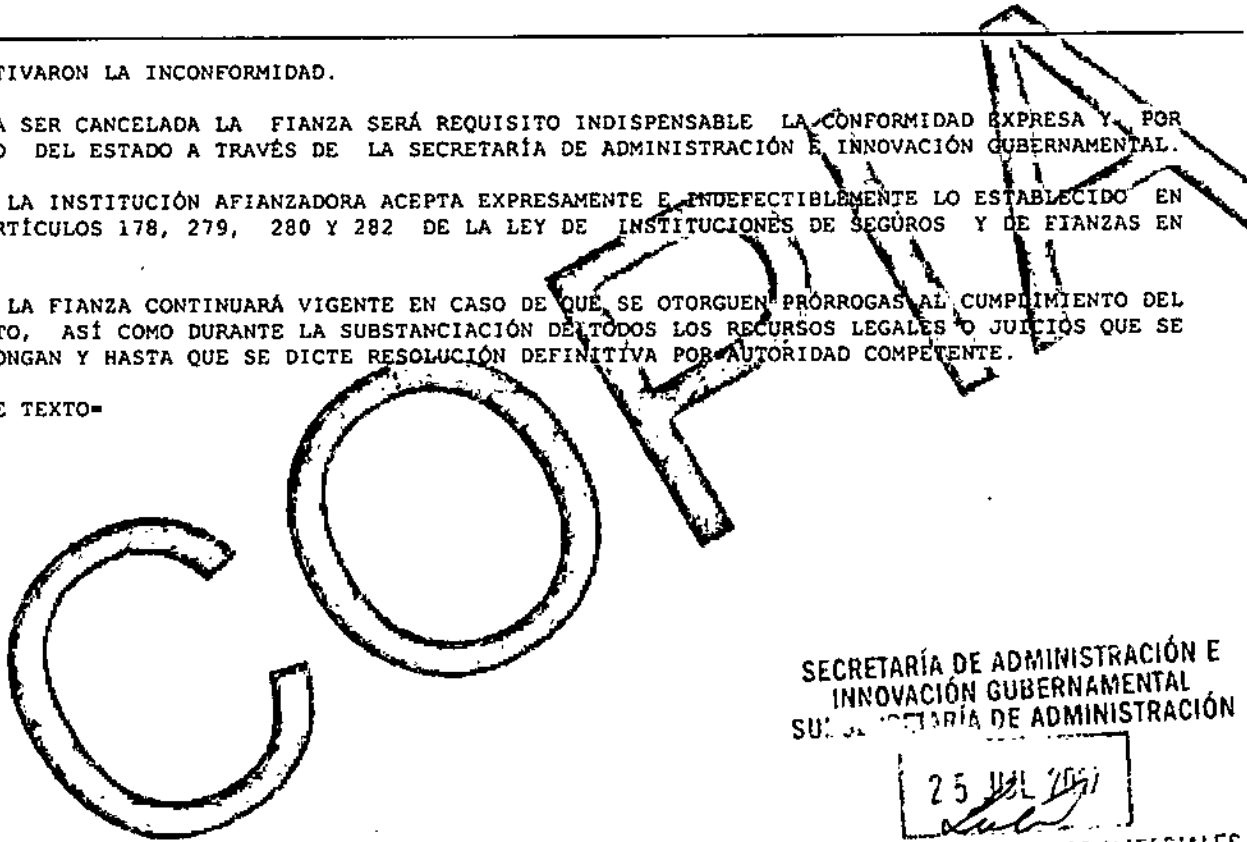 TIVARON LA INCONFORMIDAD.
A SER CANCELADA LA FIANZA SERÁ REQUISITO INDISPENSABLE LA CONFORMIDAD EXPRESA Y POR
O DEL ESTADO A TRAVÉS DE LA SECRETARÍA DE ADMINISTRACIÓN E INNOVACIÓN GUBERNAMENTAL.
LA INSTITUCIÓN AFIANZADORA ACEPTA EXPRESAMENTE E INDEFECTIBLEMENTE LO ESTABLECIDO EN
RTÍCULOS 178, 279, 280 Y 282 DE LA LEY DE INSTITUCIONES DE SEGUROS Y DE FIANZAS EN
LA FIANZA CONTINUARÁ VIGENTE EN CASO DE QUE SE OTORGUEN PRÓRROGAS AL CUMPLIMIENTO DEL
TO, ASÍ COMO DURANTE LA SUBSTANCIACIÓN DE TODOS LOS RECURSOS LEGALES O JUICIOS QUE SE
ONGAN Y HASTA QUE SE DICTE RESOLUCIÓN DEFINITIVA POR AUTORIDAD COMPETENTE.
E TEXTO=
COPIA
SECRETARÍA DE ADMINISTRACIÓN E
INNOVACIÓN GUBERNAMENTAL
SUBSECRETARÍA DE ADMINISTRACIÓN
25 JUL